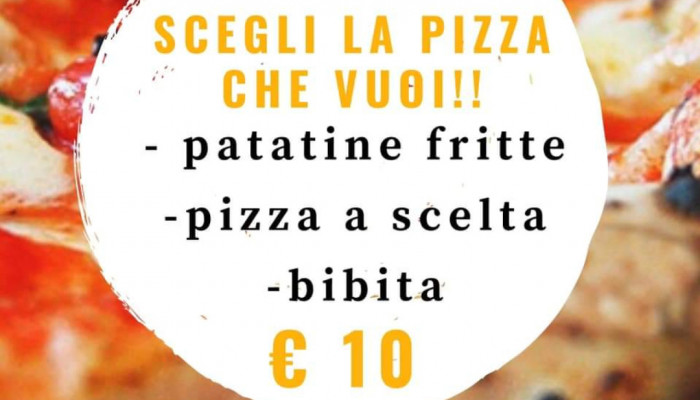 SCEGLI LA PIZZA
CHE VUOI!!
- patatine fritte
-pizza a scelta
-bibita
€ 10